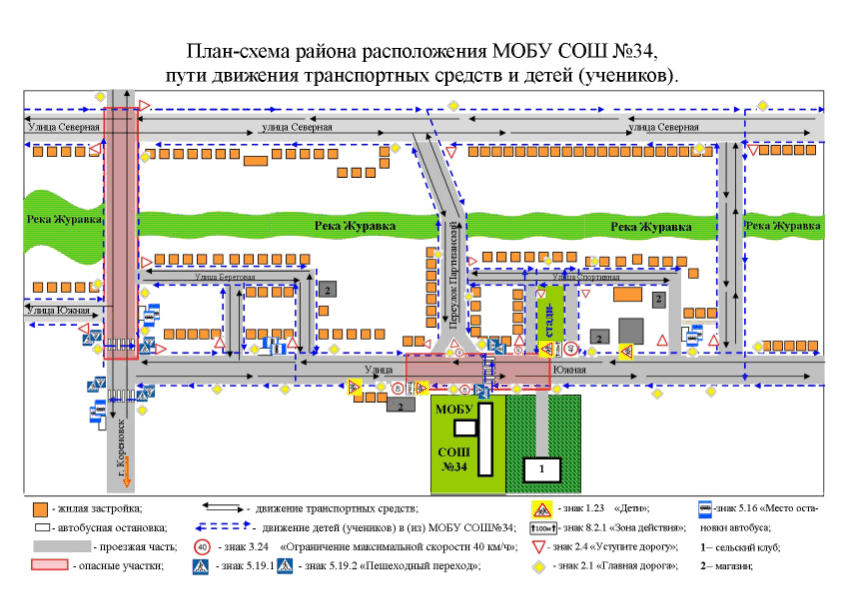 План-схема района расположения МОБУ СОШ №34,
пути движения транспортных средств и детей (учеников).
Улица Северная
улица Северная
улица Северная
Река Журавка
Река Журавка
Река Журавка
Река Журавка
Переулок Партизанский
Улица Береговая
Улица Спортивная
2
2
Улица Южная
стади-
2
Улица
Южная
2
МОБУ
СОШ
№34
1
г. Кореновск
- жилая застройка;
- движение транспортных средств;
- знак 1.23 «Дети»;
-знак 5.16 «Место оста-
- автобусная остановка;
- движение детей (учеников) в (из) МОБУ СОШ№34;
100м
- знак 8.2.1 «Зона действия»;
новки автобуса;
- проезжая часть;
40
- знак 3.24 «Ограничение максимальной скорости 40 км/ч»;
- знак 2.4 «Уступите дорогу»;
1– сельский клуб;
- опасные участки;
- знак 5.19.1
- знак 5.19.2 «Пешеходный переход»;
- знак 2.1 «Главная дорога»;
2– магазин;